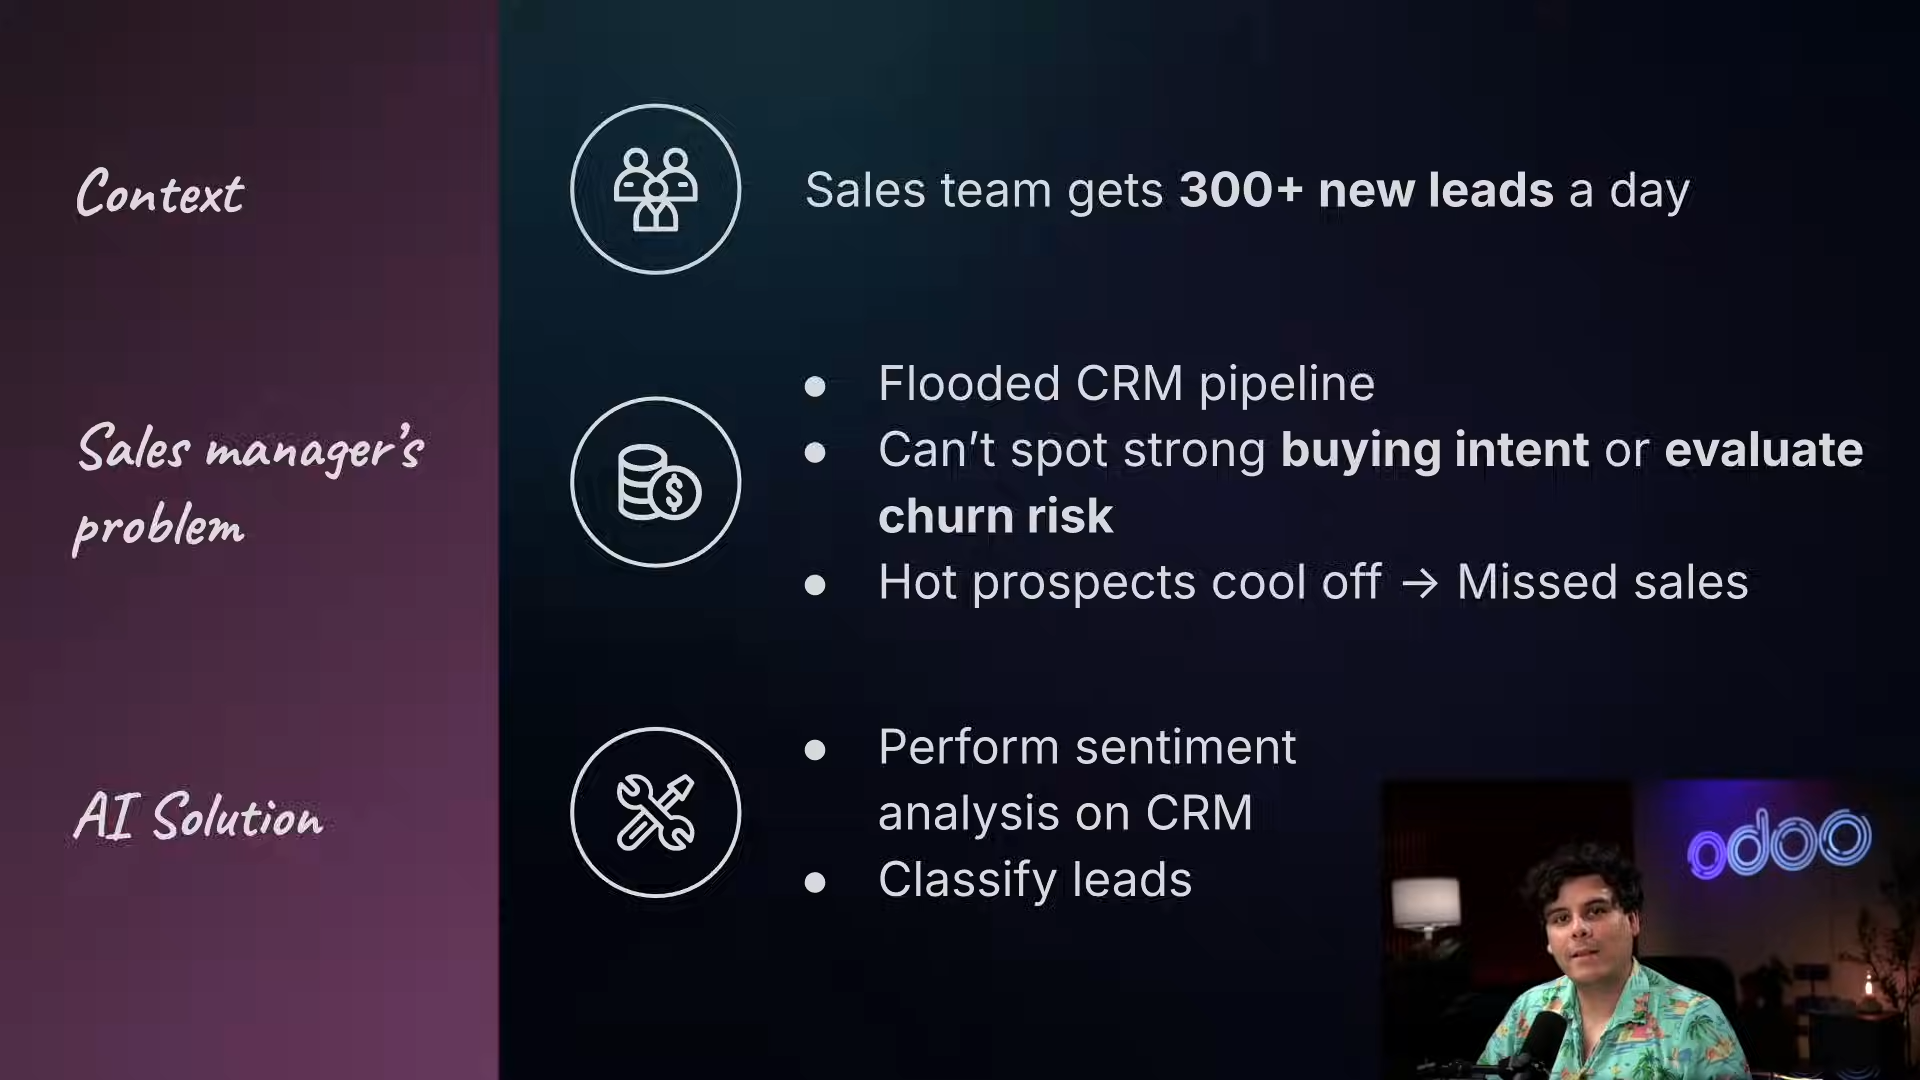 Context
Sales team gets 300+ new leads a day
Sales manager's
problem
● Flooded CRM pipeline
● Can't spot strong buying intent or evaluate
churn risk
● Hot prospects cool off → Missed sales
AI Solution
● Perform sentiment
analysis on CRM
● Classify leads
odoo